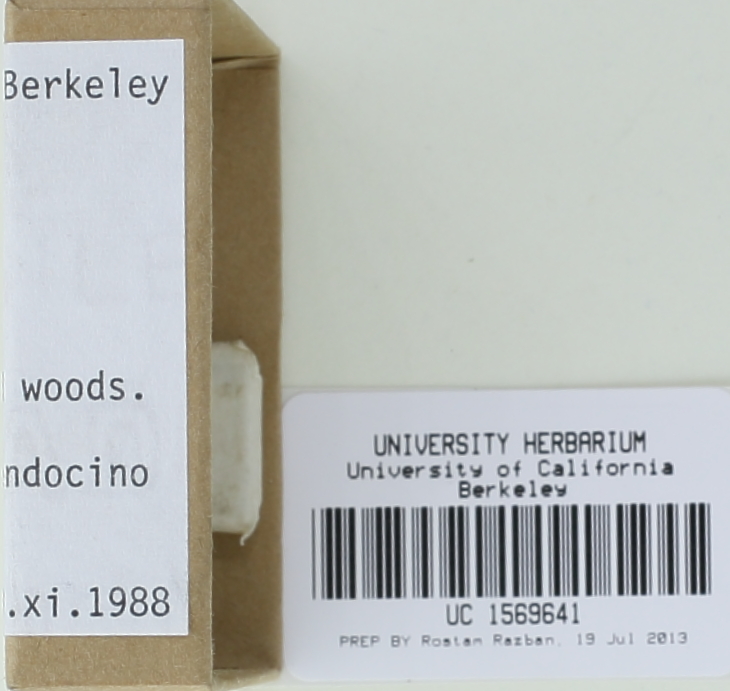 Berkeley
woods.
ndocino
.xi.1988
UNIVERSITY HERBARIUM
University of California
Berkeley
UC 1569641
PREP BY Rostam Razban, 19 Jul 2013